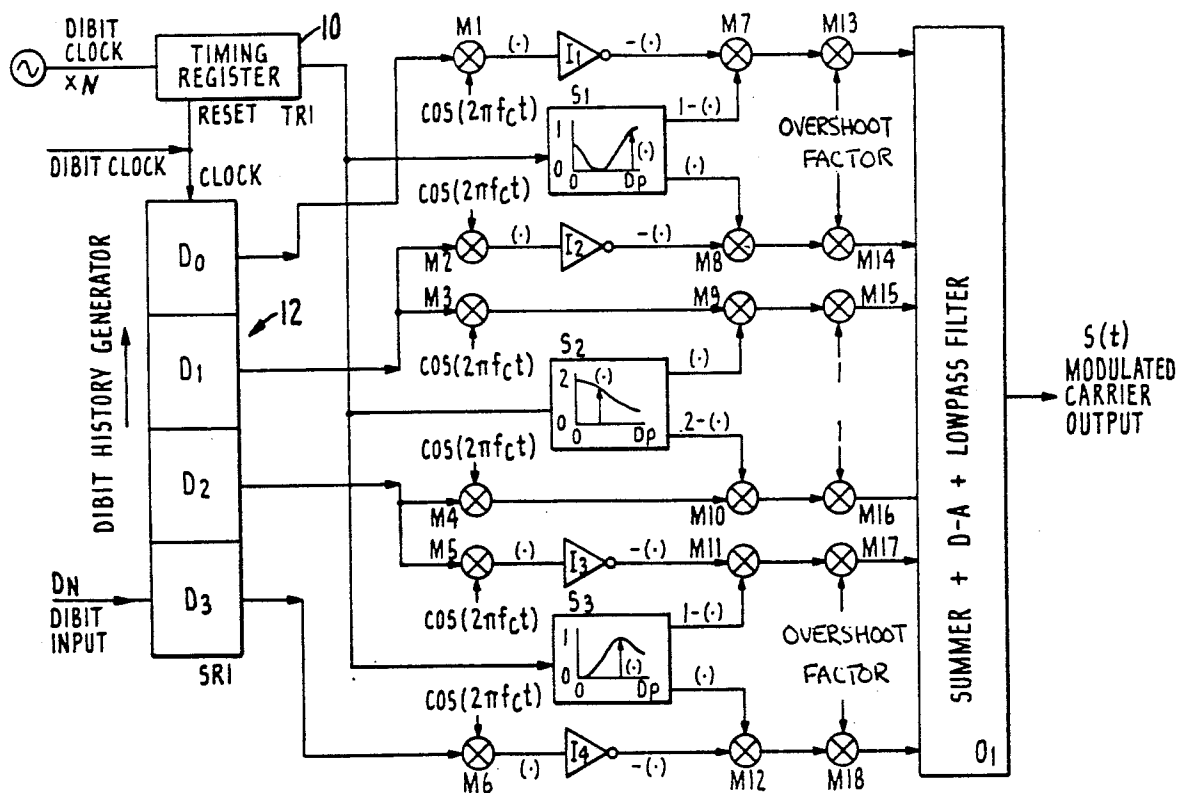 DIBIT
CLOCK
×N
TIMING
REGISTER
10
RESET
TR1
DIBIT CLOCK
CLOCK
DIBIT HISTORY GENERATOR
12
D0
D1
D2
D3
DN
DIBIT
INPUT
SR1
M1
(·)
I1
-(·)
M7
M13
COS(2πfct)
S1
1
0
0
Dp
(·)
1-(·)
(·)
OVERSHOOT
FACTOR
COS(2πfct)
M2
(·)
I2
-(·)
M8
M14
M3
M9
M15
COS(2πfct)
S2
2
0
0
Dp
(·)
(·)
2-(·)
COS(2πfct)
M4
M10
M16
M5
(·)
I3
-(·)
M11
M17
COS(2πfct)
S3
1
0
0
Dp
(·)
1-(·)
(·)
OVERSHOOT
FACTOR
COS(2πfct)
M6
(·)
I4
-(·)
M12
M18
SUMMER + D-A + LOWPASS FILTER
O1
S(t)
MODULATED
CARRIER
OUTPUT